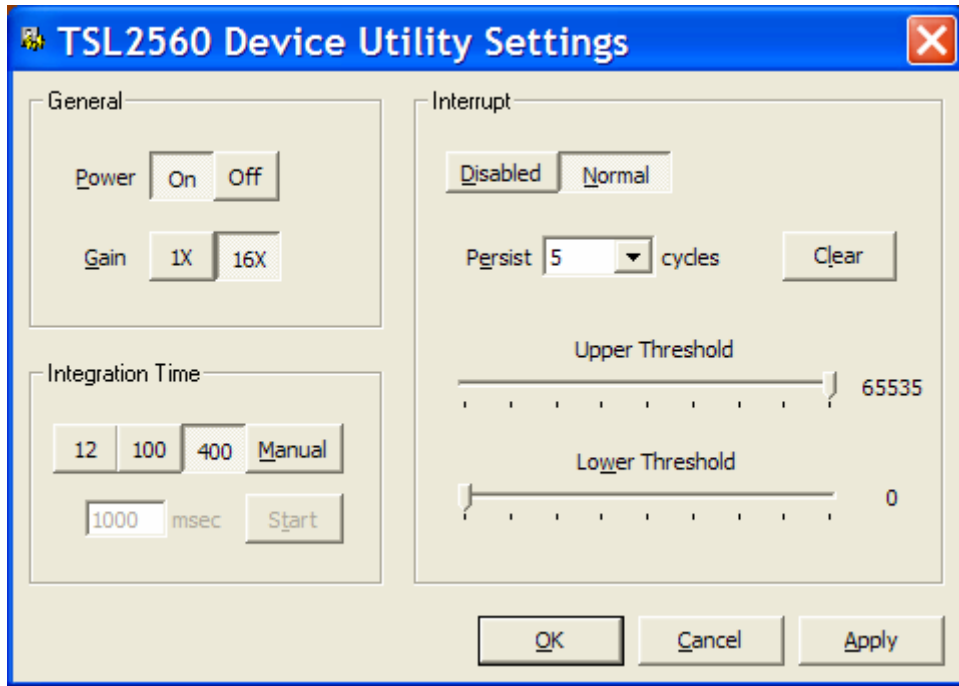 TSL2560 Device Utility Settings
General
Power On Off
Gain 1X 16X
Integration Time
12 100 400 Manual
1000 msec Start
Interrupt
Disabled Normal
Persist 5 cycles Clear
Upper Threshold
65535
Lower Threshold
0
OK Cancel Apply